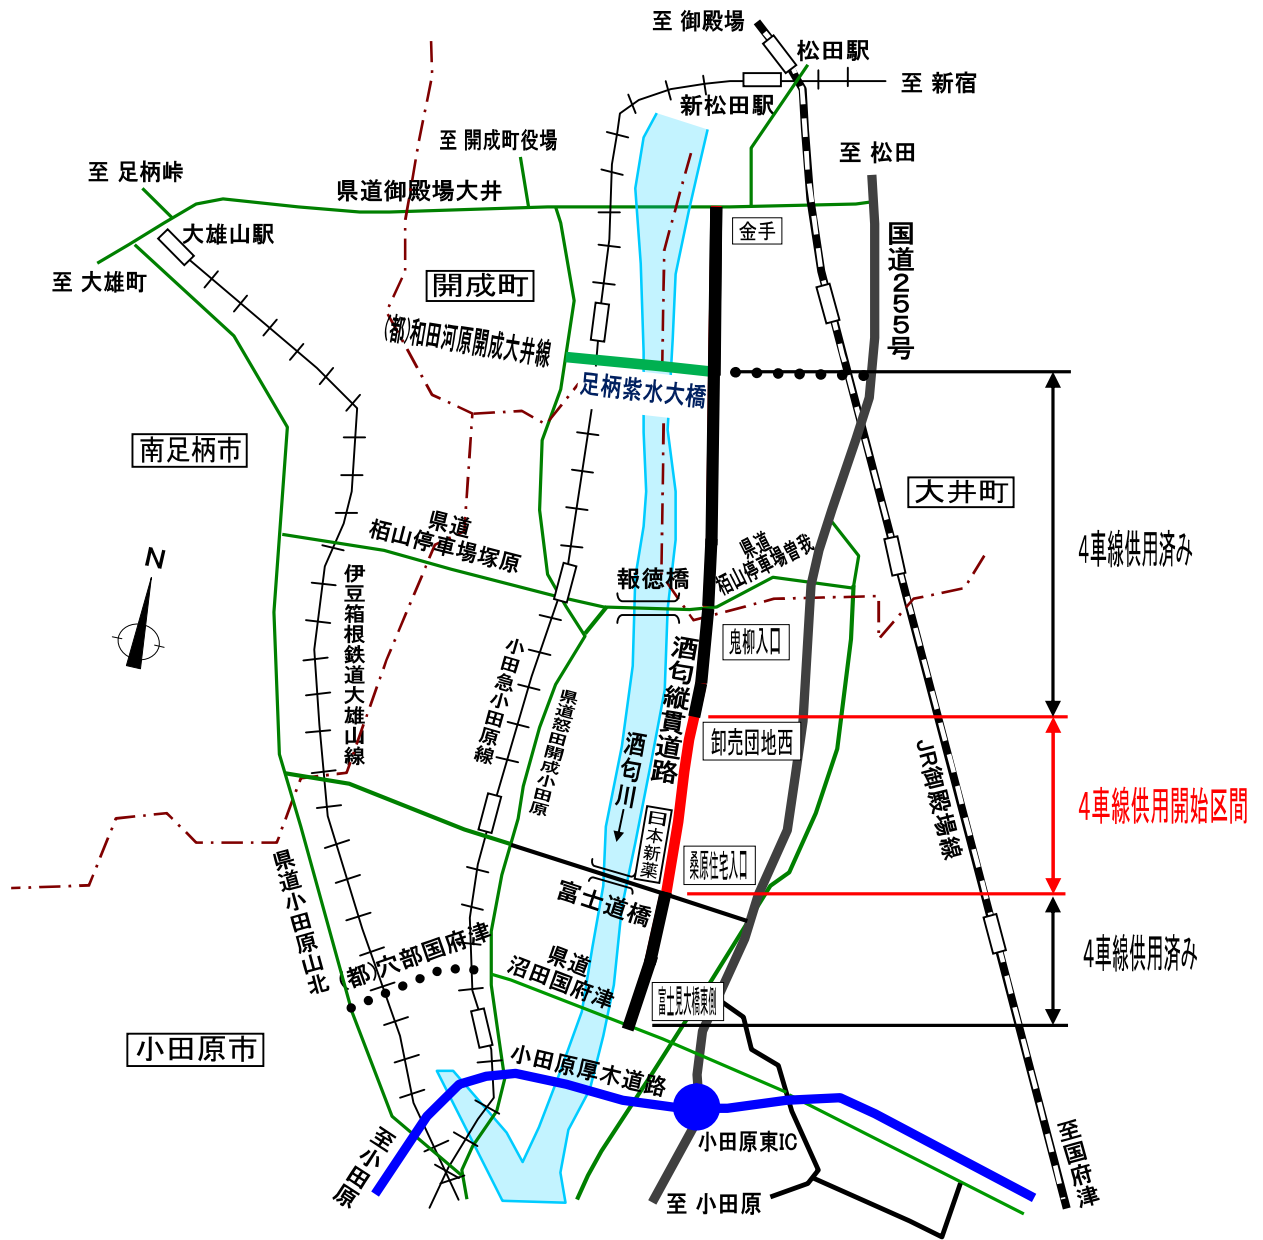 至 御殿場
松田駅
至 新宿
新松田駅
至 開成町役場
至 松田
至 足柄峠
県道御殿場大井
大雄山駅
金手
国道255号
至 大雄町
開成町
(都)和田河原開成大井線
足柄紫水大橋
南足柄市
大井町
県道
栢山停車場塚原
県道
栢山停車場曽我
4車線供用済み
N
伊豆箱根鉄道大雄山線
報徳橋
鬼柳入口
小田急小田原線
酒匂縦貫道路
県道怒田開成小田原
卸売団地西
酒匂川
JR御殿場線
4車線供用開始区間
日本新薬
桑原住宅入口
県道小田原山北
富士道橋
(都)穴部国府津
県道
沼田国府津
4車線供用済み
富士見大橋東側
小田原市
小田原厚木道路
小田原東IC
至小田原
至 小田原
至国府津